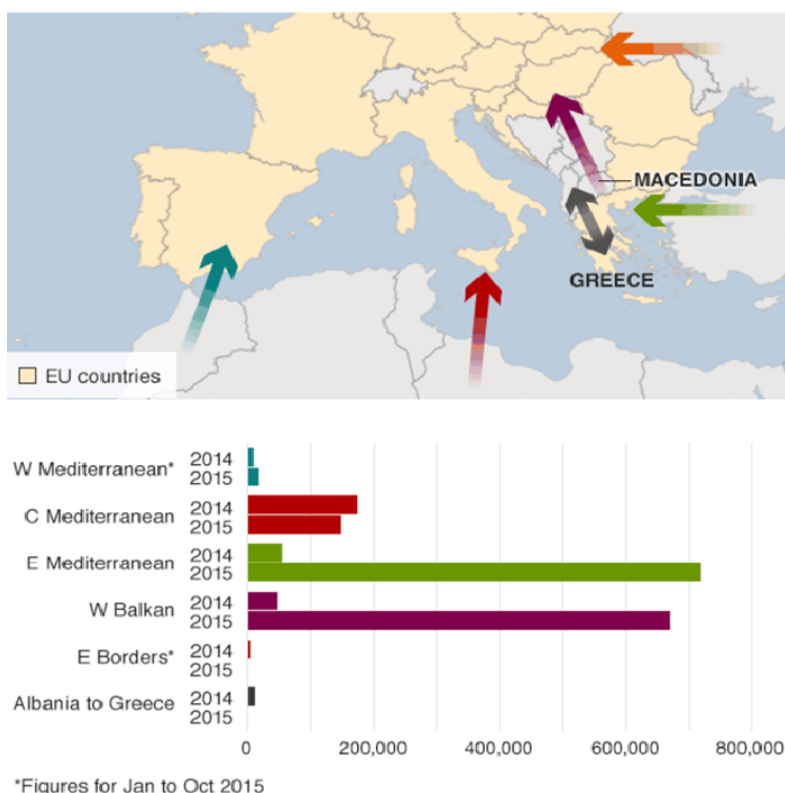 MACEDONIA
GREECE
EU countries
W Mediterranean* 2014
2015
C Mediterranean 2014
2015
E Mediterranean 2014
2015
W Balkan 2014
2015
E Borders* 2014
2015
Albania to Greece 2014
2015
0 200,000 400,000 600,000 800,000
*Figures for Jan to Oct 2015